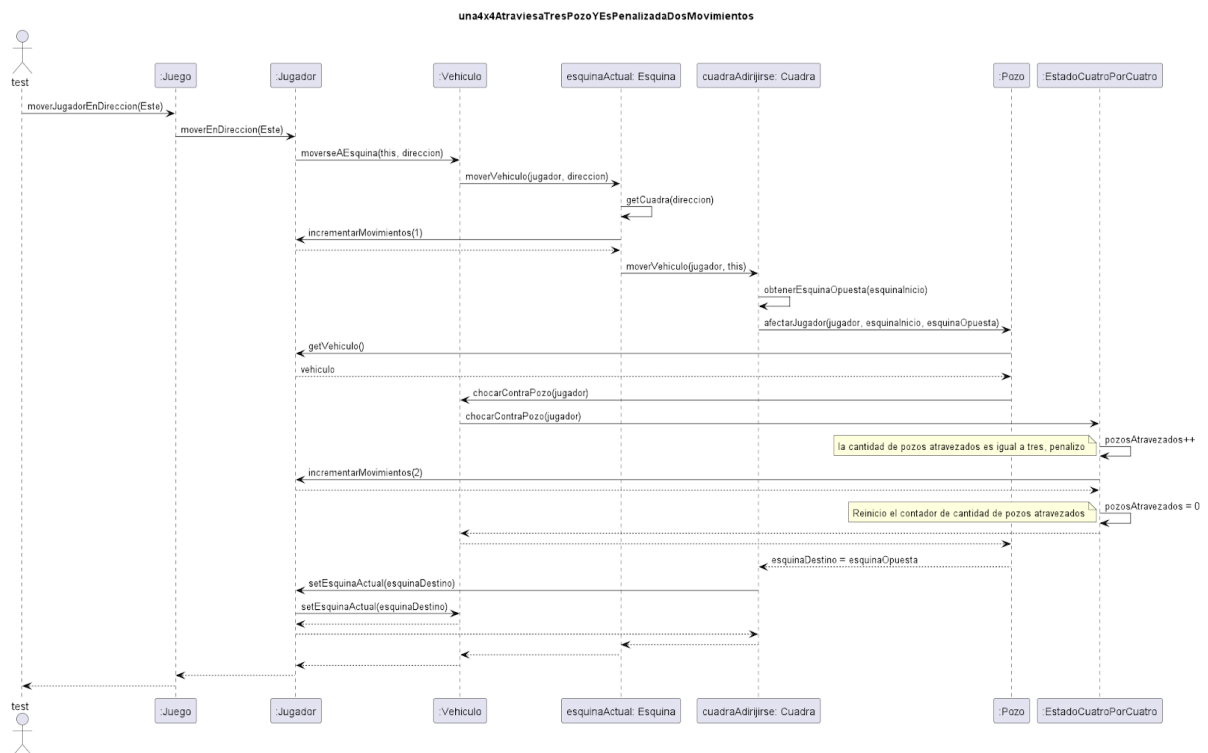 una4x4AtraviesaTresPozoYEsPenalizadaDosMovimientos
test
:Juego
:Jugador
:Vehiculo
esquinaActual: Esquina
cuadraAdirijirse: Cuadra
:Pozo
:EstadoCuatroPorCuatro
moverJugadorEnDireccion(Este)
moverEnDireccion(Este)
moverseAEsquina(this, direccion)
moverVehiculo(jugador, direccion)
getCuadra(direccion)
incrementarMovimientos(1)
moverVehiculo(jugador, this)
obtenerEsquinaOpuesta(esquinaInicio)
afectarJugador(jugador, esquinaInicio, esquinaOpuesta)
getVehiculo()
vehiculo
chocarContraPozo(jugador)
chocarContraPozo(jugador)
la cantidad de pozos atravezados es igual a tres, penalizo
pozosAtravezados++
incrementarMovimientos(2)
Reinicio el contador de cantidad de pozos atravezados
pozosAtravezados = 0
esquinaDestino = esquinaOpuesta
setEsquinaActual(esquinaDestino)
setEsquinaActual(esquinaDestino)
test
:Juego
:Jugador
:Vehiculo
esquinaActual: Esquina
cuadraAdirijirse: Cuadra
:Pozo
:EstadoCuatroPorCuatro